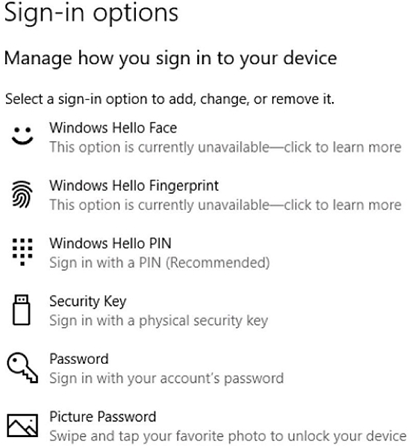 Sign-in options
Manage how you sign in to your device
Select a sign-in option to add, change, or remove it.
Windows Hello Face
This option is currently unavailable—click to learn more
Windows Hello Fingerprint
This option is currently unavailable—click to learn more
Windows Hello PIN
Sign in with a PIN (Recommended)
Security Key
Sign in with a physical security key
Password
Sign in with your account's password
Picture Password
Swipe and tap your favorite photo to unlock your device